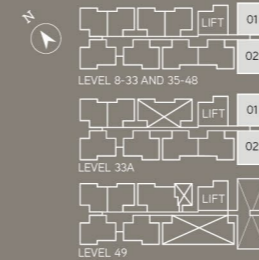 N
LIFT 01
02
LEVEL 8-33 AND 35-48
LIFT 01
02
LEVEL 33A
LIFT
LEVEL 49